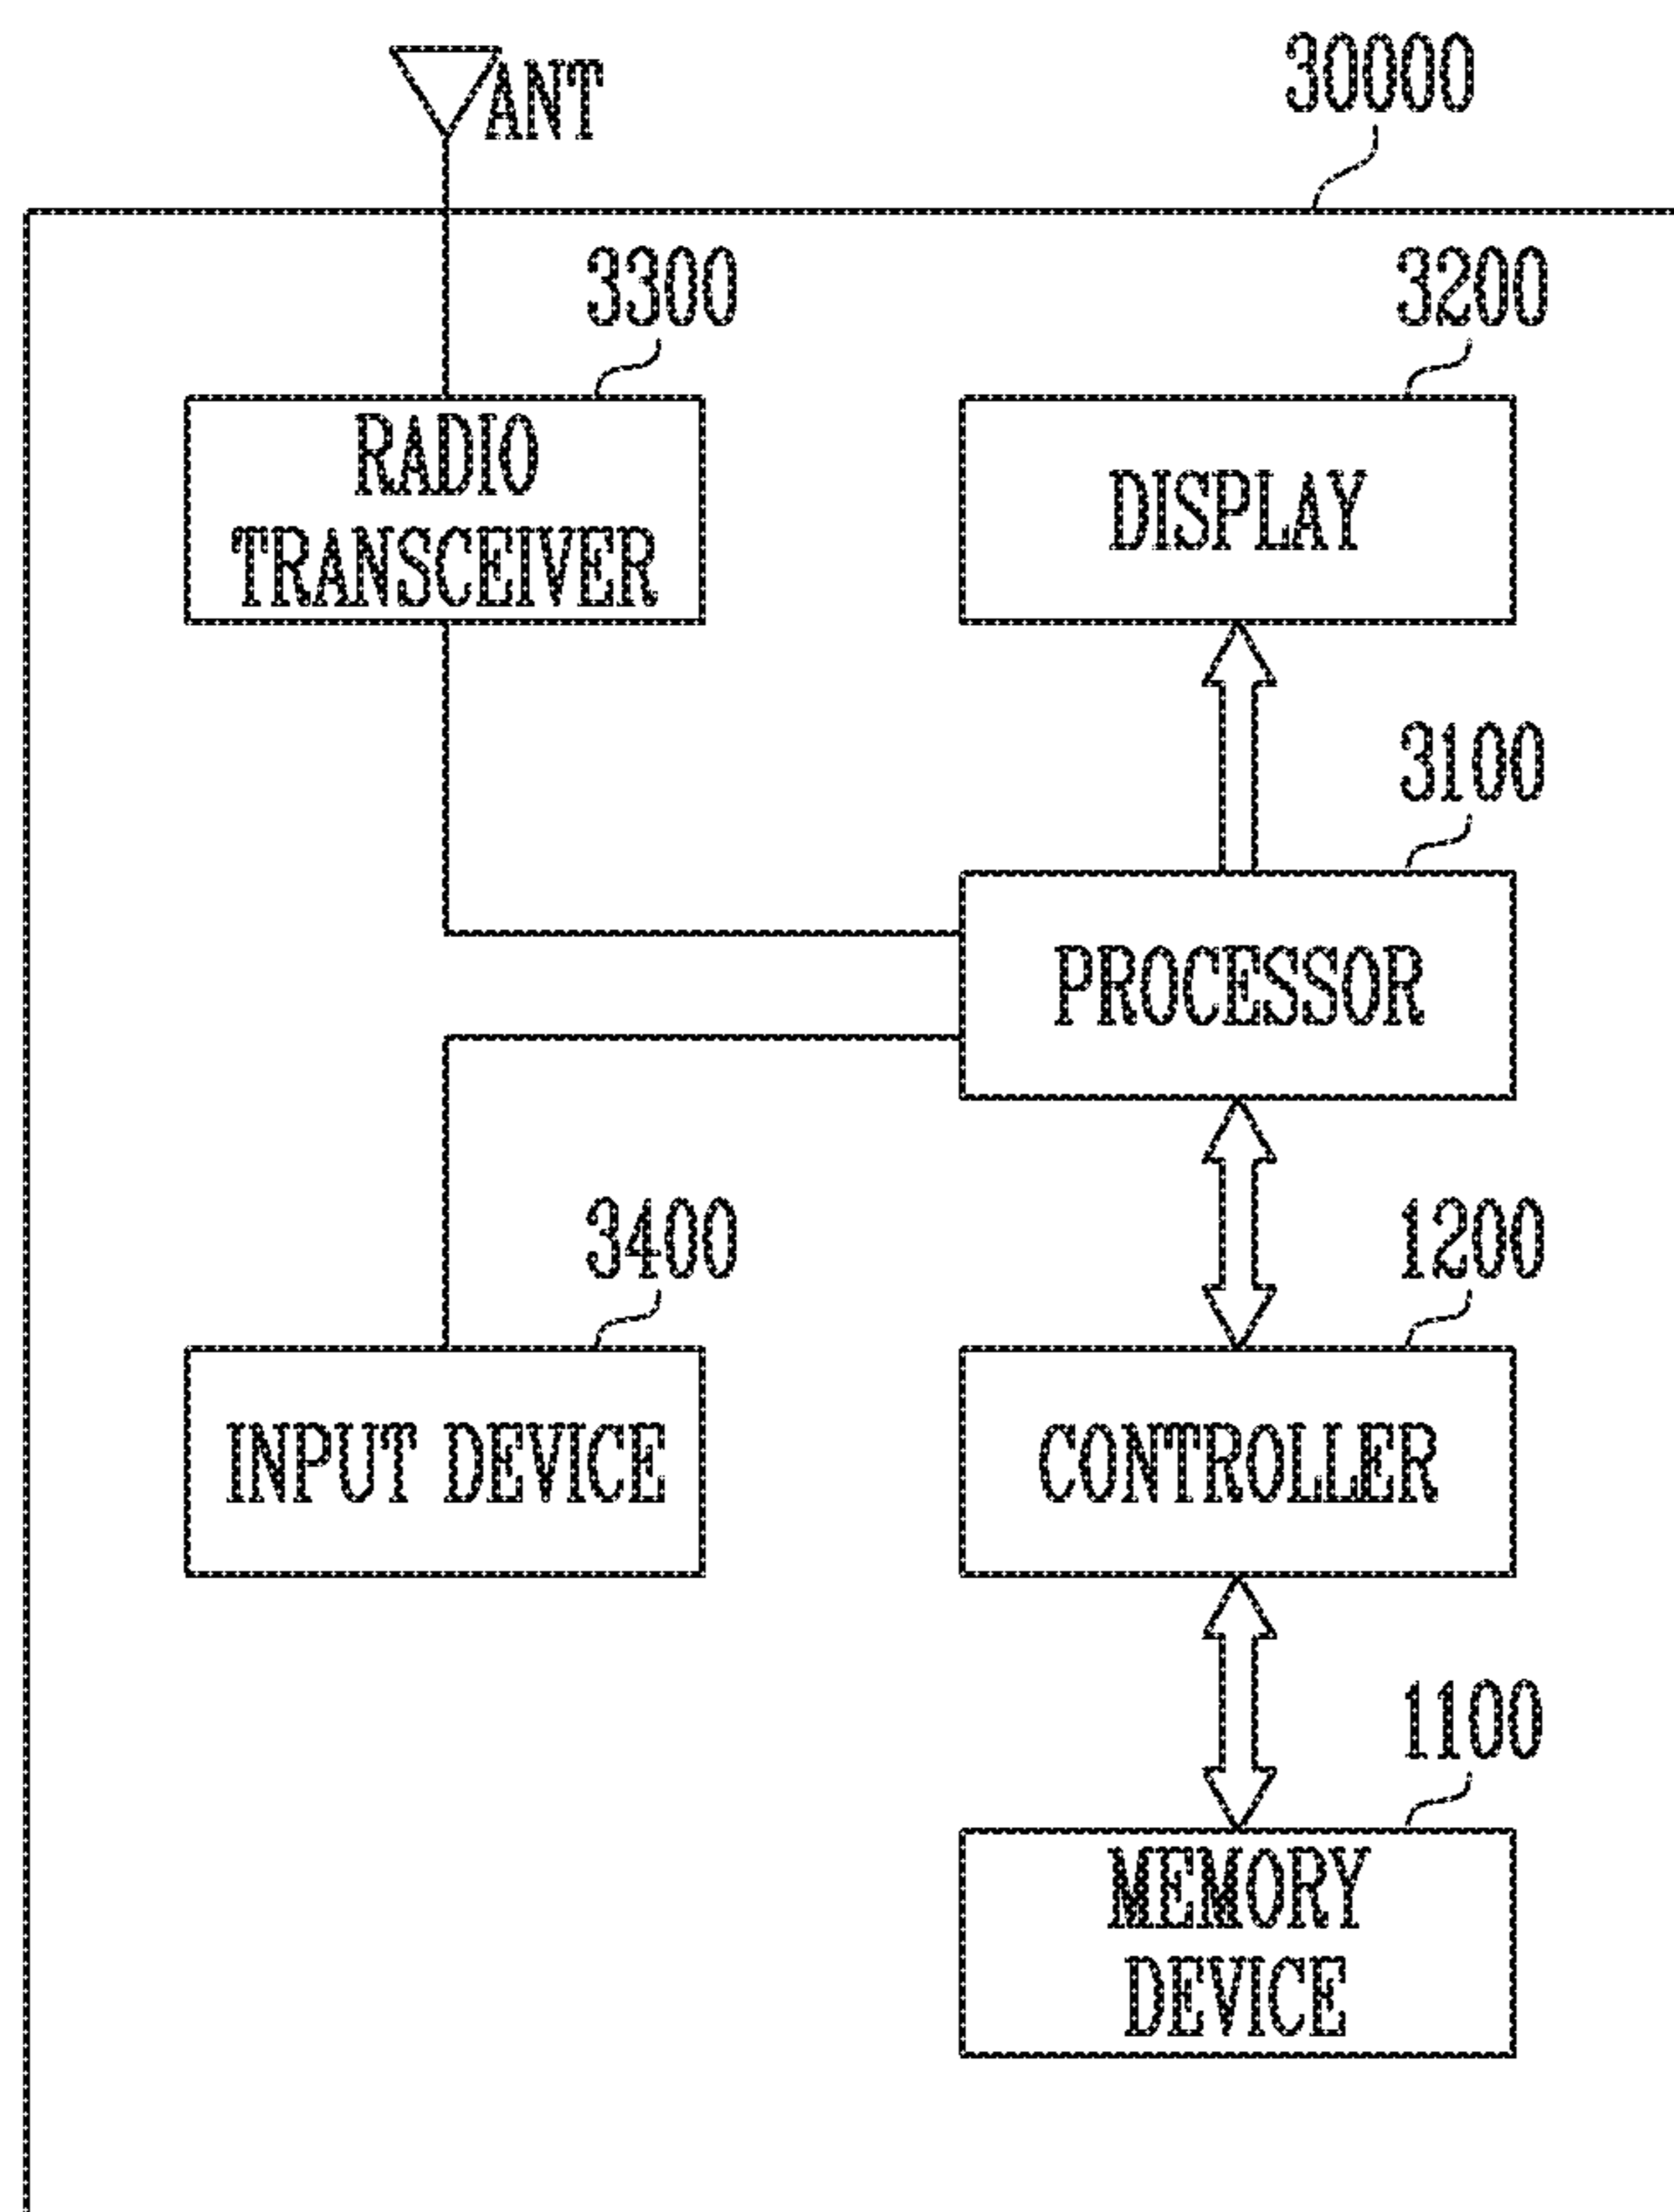 ANT
30000
3300
3200
RADIO
TRANSCEIVER
DISPLAY
3100
PROCESSOR
3400
1200
INPUT DEVICE
CONTROLLER
1100
MEMORY
DEVICE